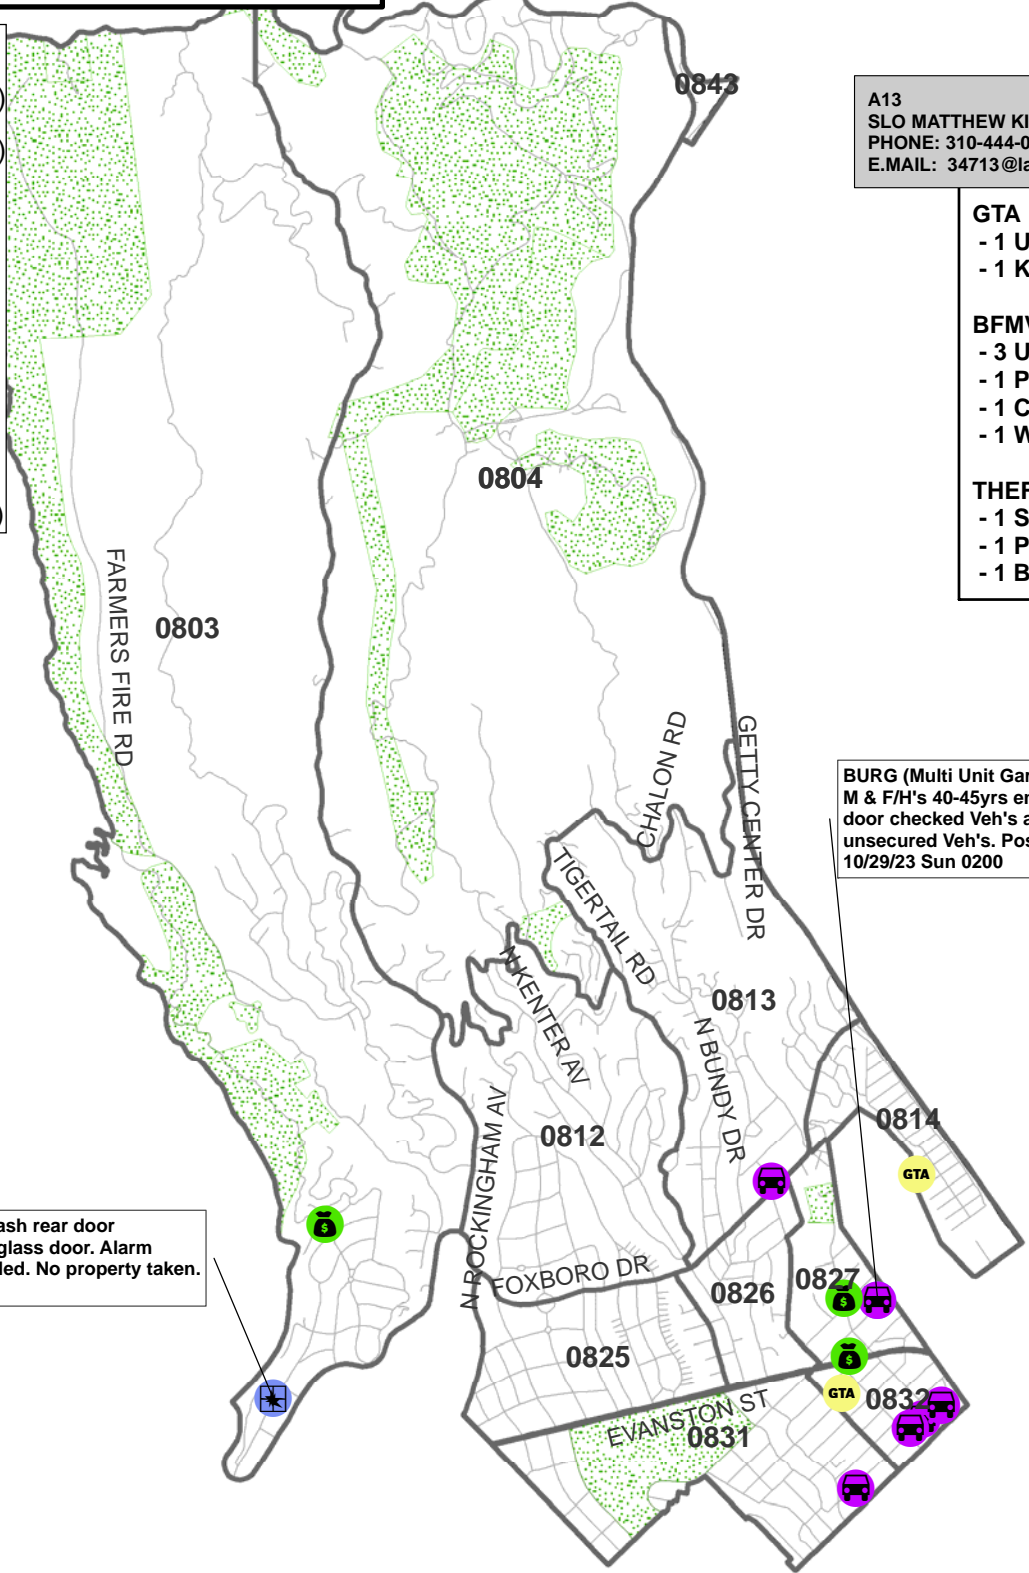 0843
A13
SLO MATTHEW
PHONE: 310-444-0
E.MAIL: 34713@la
GTA
- 1 U
- 1 K
BFMV
- 3 U
- 1 P
- 1 C
- 1 W
THEF
- 1 S
- 1 P
- 1 B
0804
FARMERS FIRE RD
0803
CHALON RD
GETTY CENTER DR
BURG (Multi Unit Gar
M & F/H's 40-45yrs
door checked Veh's a
unsecured Veh's. Pos
10/29/23 Sun 0200
TIGERTAIL RD
N KENTER AV
0813
N BUNDY DR
0814
0812
N ROCKINGHAM AV
GTA
ash rear door
glass door. Alarm
led. No property taken.
FOXBORO DR
0827
0826
0825
GTA
0832
EVANSTON ST
0831